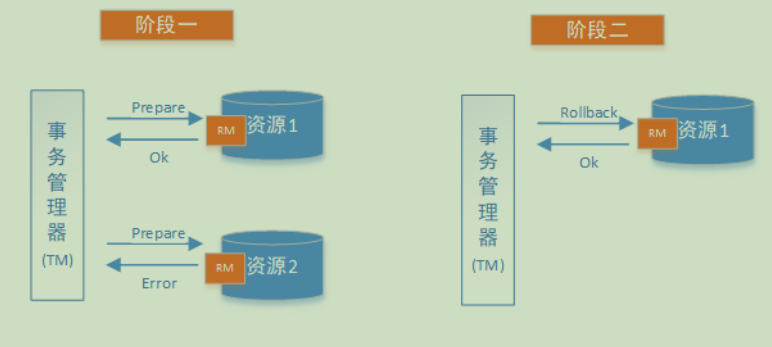 阶段一
阶段二
事务管理器
(TM)
Prepare
Ok
RM
资源1
Prepare
Error
RM
资源2
事务管理器
(TM)
Rollback
Ok
RM
资源1